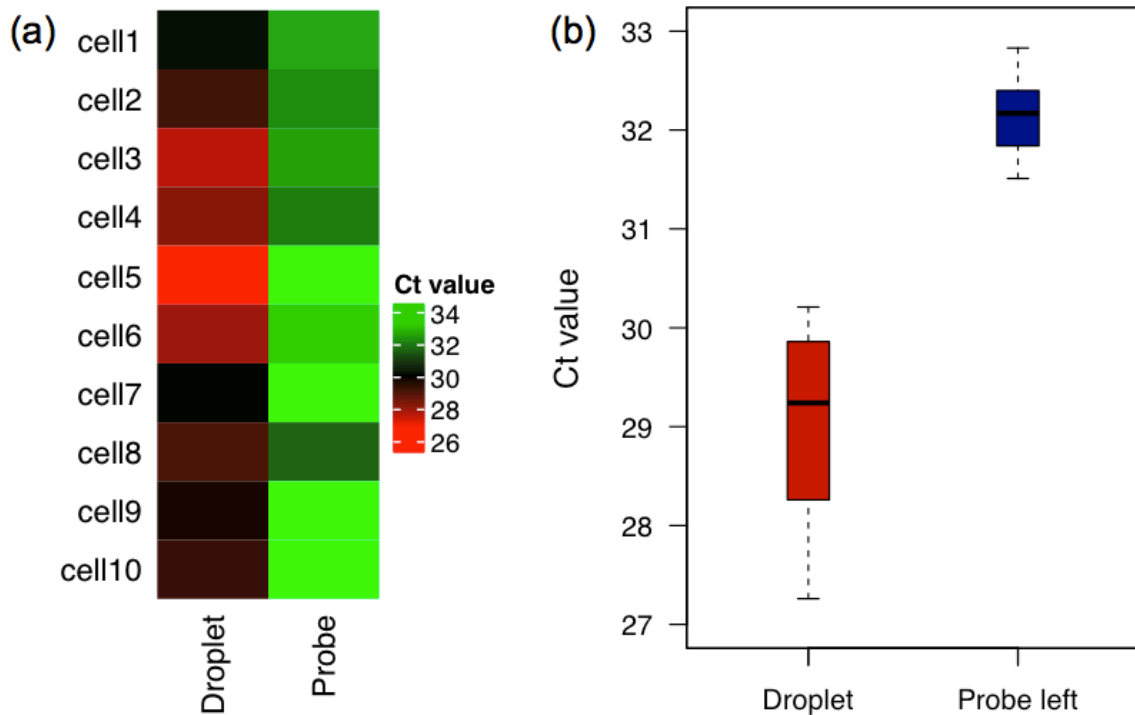 (a)
cell1
cell2
cell3
cell4
cell5
cell6
cell7
cell8
cell9
cell10
Droplet
Probe
Ct value
34
32
30
28
26
(b)
Ct value
33
32
31
30
29
28
27
Droplet
Probe left